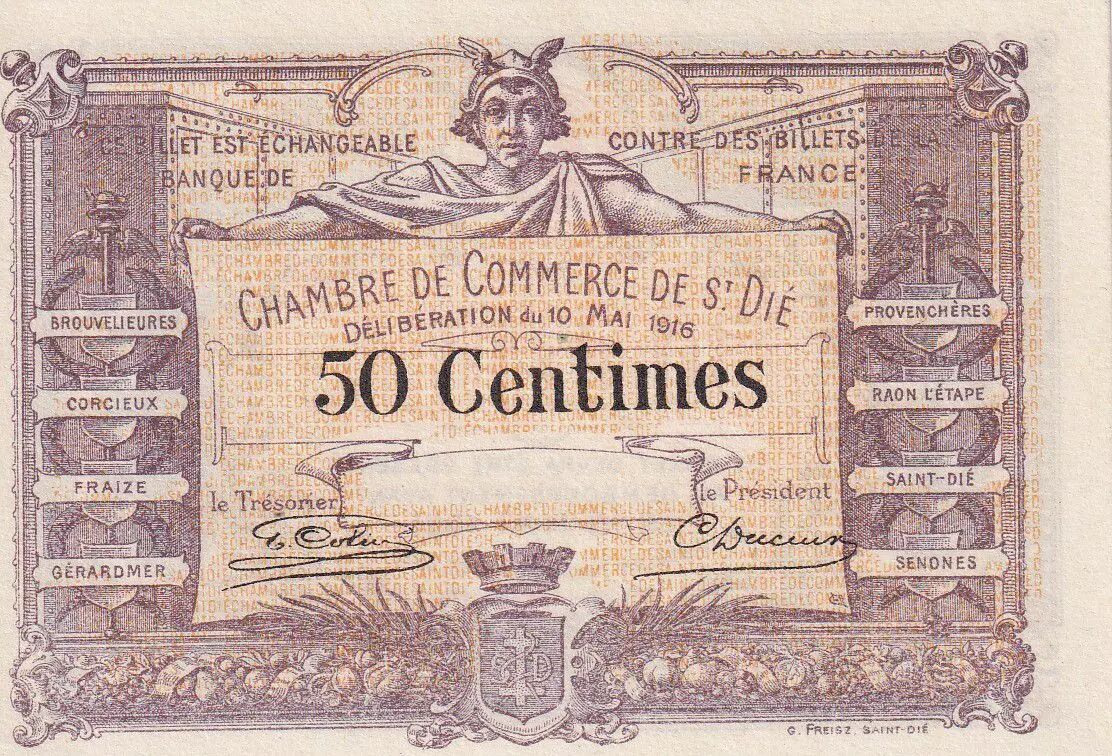 CE BILLET EST ÉCHANGEABLE CONTRE DES BILLETS DE LA
BANQUE DE FRANCE
CHAMBRE DE COMMERCE DE ST DIÉ
DÉLIBÉRATION du 10 MAI 1916
50 Centimes
BROUVELIEURES
CORCIEUX
FRAIZE
GÉRARDMER
PROVENCHÈRES
RAON L'ÉTAPE
SAINT-DIÉ
SENONES
le Trésorier
le Président
G. FREISZ, SAINT-DIÉ